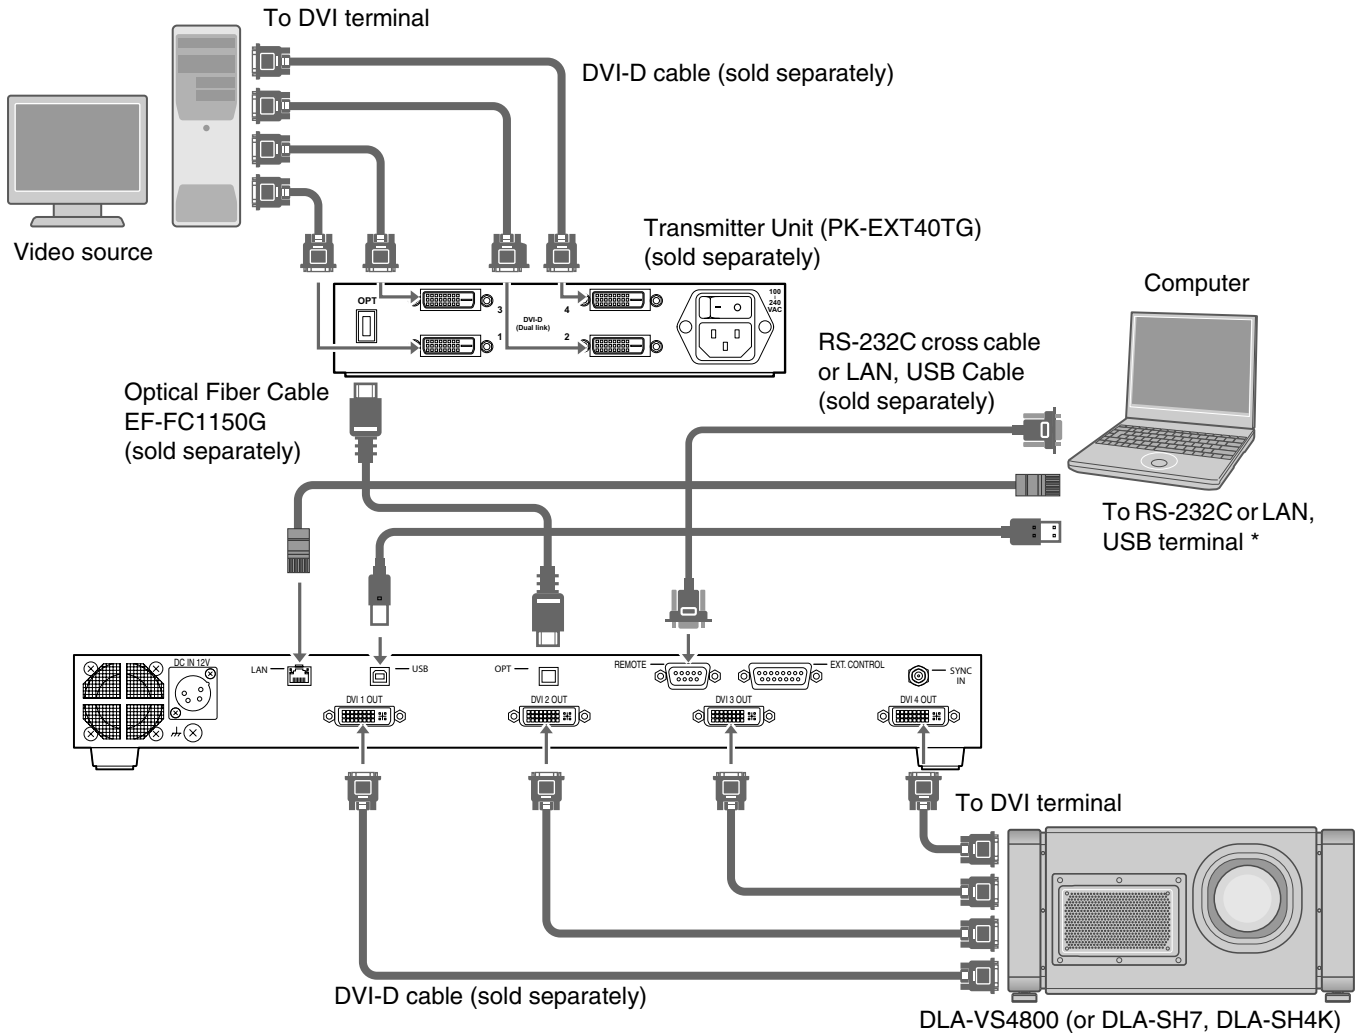 To DVI terminal
DVI-D cable (sold separately)
Video source
Transmitter Unit (PK-EXT40TG)
(sold separately)
OPT
3
DVI-D
(Dual link)
4
1
2
100
240
VAC
Computer
RS-232C cross cable
or LAN, USB Cable
(sold separately)
Optical Fiber Cable
EF-FC1150G
(sold separately)
To RS-232C or LAN,
USB terminal *
DC IN 12V
LAN
USB
OPT
REMOTE
EXT. CONTROL
SYNC
IN
DVI 1 OUT
DVI 2 OUT
DVI 3 OUT
DVI 4 OUT
To DVI terminal
DVI-D cable (sold separately)
DLA-VS4800 (or DLA-SH7, DLA-SH4K)